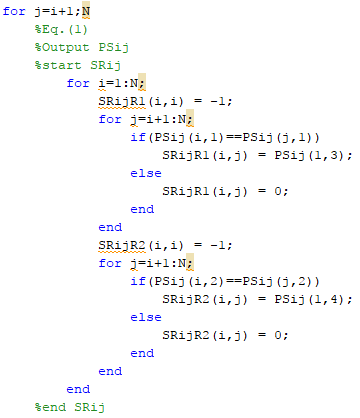 for j=i+1;N
%Eq.(1)
%Output PSij
%start SRij
for i=1:N;
SRijR1(i,i) = -1;
for j=i+1:N;
if(PSij(i,1)==PSij(j,1))
SRijR1(i,j) = PSij(1,3);
else
SRijR1(i,j) = 0;
end
end
SRijR2(i,i) = -1;
for j=i+1:N;
if(PSij(i,2)==PSij(j,2))
SRijR2(i,j) = PSij(1,4);
else
SRijR2(i,j) = 0;
end
end
end
%end SRij